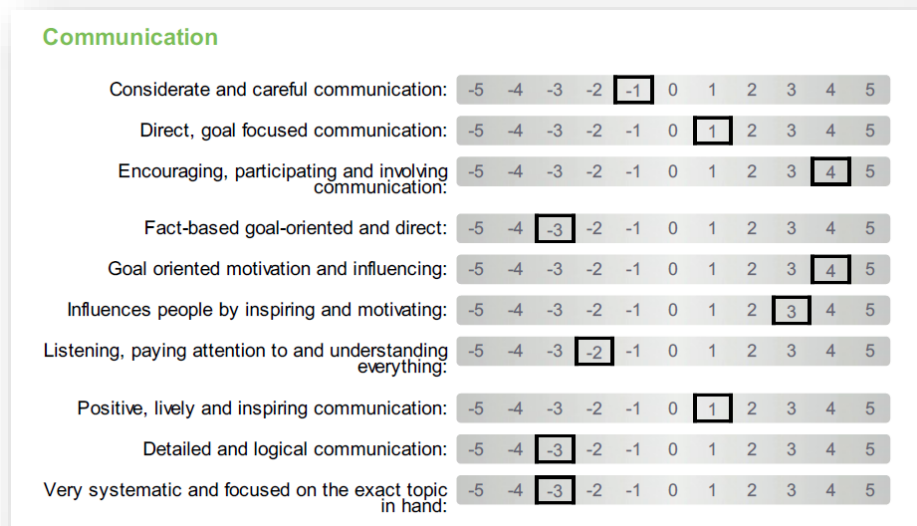 Communication
Considerate and careful communication: -5 -4 -3 -2 -1 0 1 2 3 4 5
Direct, goal focused communication: -5 -4 -3 -2 -1 0 1 2 3 4 5
Encouraging, participating and involving
communication: -5 -4 -3 -2 -1 0 1 2 3 4 5
Fact-based goal-oriented and direct: -5 -4 -3 -2 -1 0 1 2 3 4 5
Goal oriented motivation and influencing: -5 -4 -3 -2 -1 0 1 2 3 4 5
Influences people by inspiring and motivating: -5 -4 -3 -2 -1 0 1 2 3 4 5
Listening, paying attention to and understanding
everything: -5 -4 -3 -2 -1 0 1 2 3 4 5
Positive, lively and inspiring communication: -5 -4 -3 -2 -1 0 1 2 3 4 5
Detailed and logical communication: -5 -4 -3 -2 -1 0 1 2 3 4 5
Very systematic and focused on the exact topic
in hand: -5 -4 -3 -2 -1 0 1 2 3 4 5